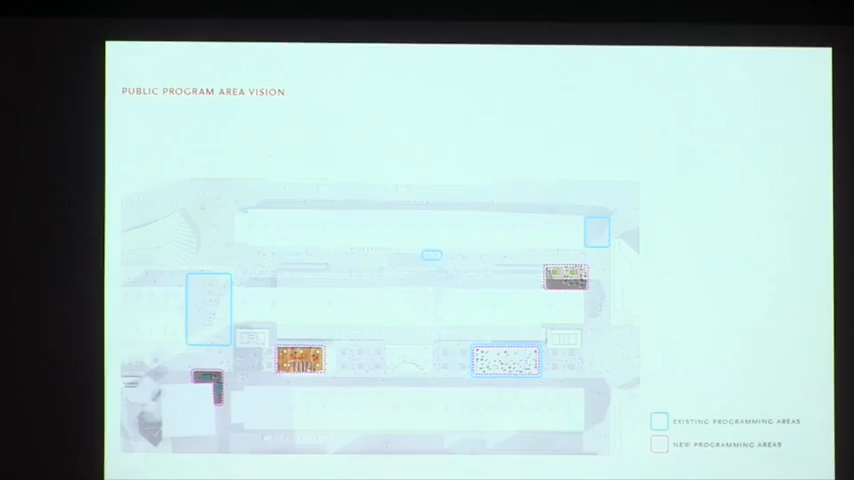 PUBLIC PROGRAM AREA VISION
EXISTING PROGRAMMING AREAS
NEW PROGRAMMING AREAS